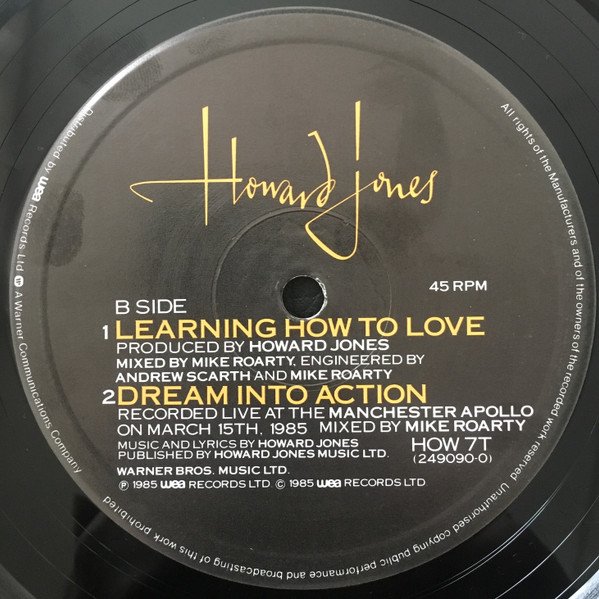 Howard Jones
45 RPM
B SIDE
1 LEARNING HOW TO LOVE
PRODUCED BY HOWARD JONES
MIXED BY MIKE ROARTY, ENGINEERED BY
ANDREW SCARTH AND MIKE ROARTY
2 DREAM INTO ACTION
RECORDED LIVE AT THE MANCHESTER APOLLO
ON MARCH 15TH, 1985 MIXED BY MIKE ROARTY
MUSIC AND LYRICS BY HOWARD JONES
PUBLISHED BY HOWARD JONES MUSIC LTD.
HOW 7T
(249090-0)
WARNER BROS. MUSIC LTD.
℗ 1985 wea RECORDS LTD © 1985 wea RECORDS LTD
All rights of the Manufacturers and of the owners of the recorded work reserved Unauthorised copying public performance and broadcasting of this work prohibited
Distributed by wea Records Ltd A Warner Communications Company